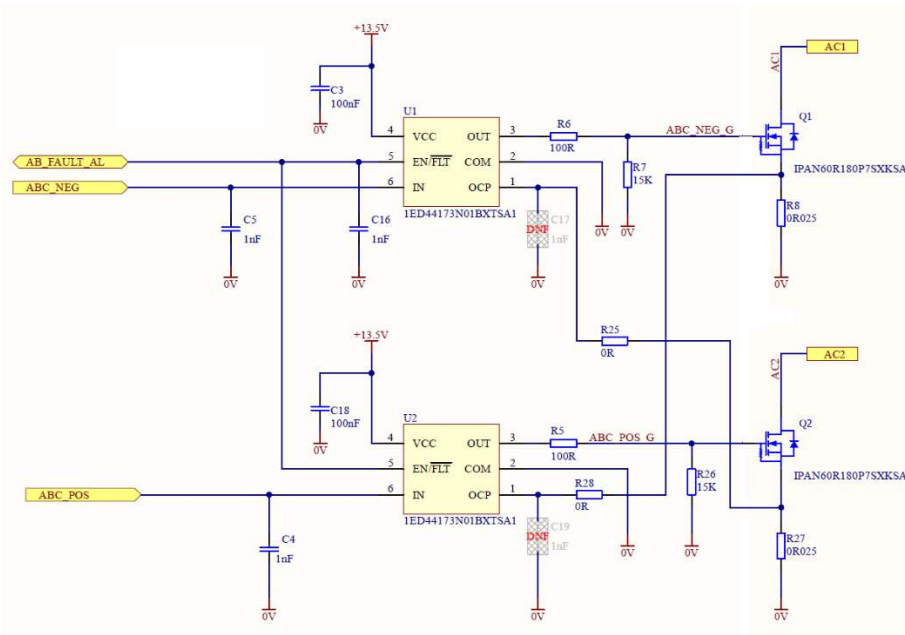 +13.5V
C3
100nF
0V
U1
4 VCC OUT 3
5 EN/FLT COM 2
6 IN OCP 1
1ED44173N01BXTSA1
AB_FAULT_AL
ABC_NEG
C5
1nF
0V
C16
1nF
0V
R6
100R
ABC_NEG_G
R7
15K
0V
0V
DNF
C17
1nF
0V
AC1
AC1
Q1
IPAN60R180P7SXKSA
R8
0R025
0V
R25
0R
+13.5V
C18
100nF
0V
U2
4 VCC OUT 3
5 EN/FLT COM 2
6 IN OCP 1
1ED44173N01BXTSA1
ABC_POS
C4
1nF
0V
R5
100R
ABC_POS_G
R28
0R
R26
15K
0V
0V
DNF
C19
1nF
0V
AC2
AC2
Q2
IPAN60R180P7SXKSA
R27
0R025
0V